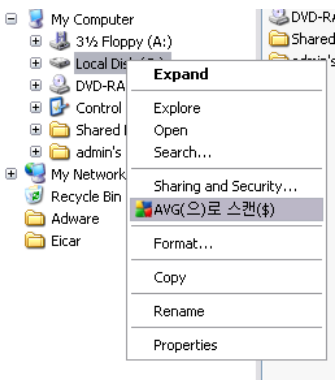 My Computer
3½ Floppy (A:)
Local Disk
DVD-RA
Control
Shared
admin's
My Network
Recycle Bin
Adware
Eicar
Expand
Explore
Open
Search...
Sharing and Security...
AVG(으)로 스캔($)
Format...
Copy
Rename
Properties
DVD-RA
Shared
admin's